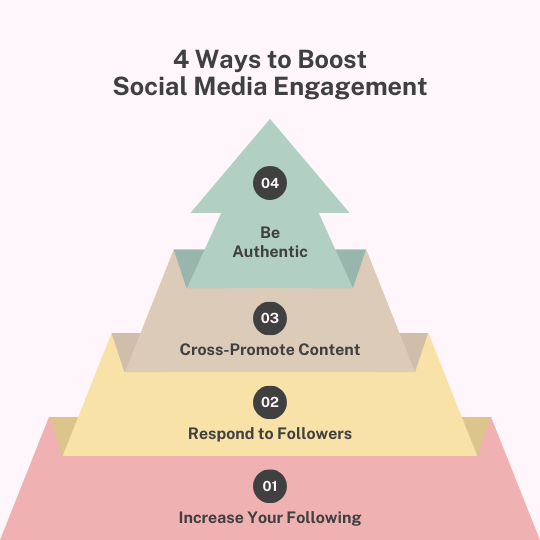 4 Ways to Boost
Social Media Engagement
04
Be
Authentic
03
Cross-Promote Content
02
Respond to Followers
01
Increase Your Following